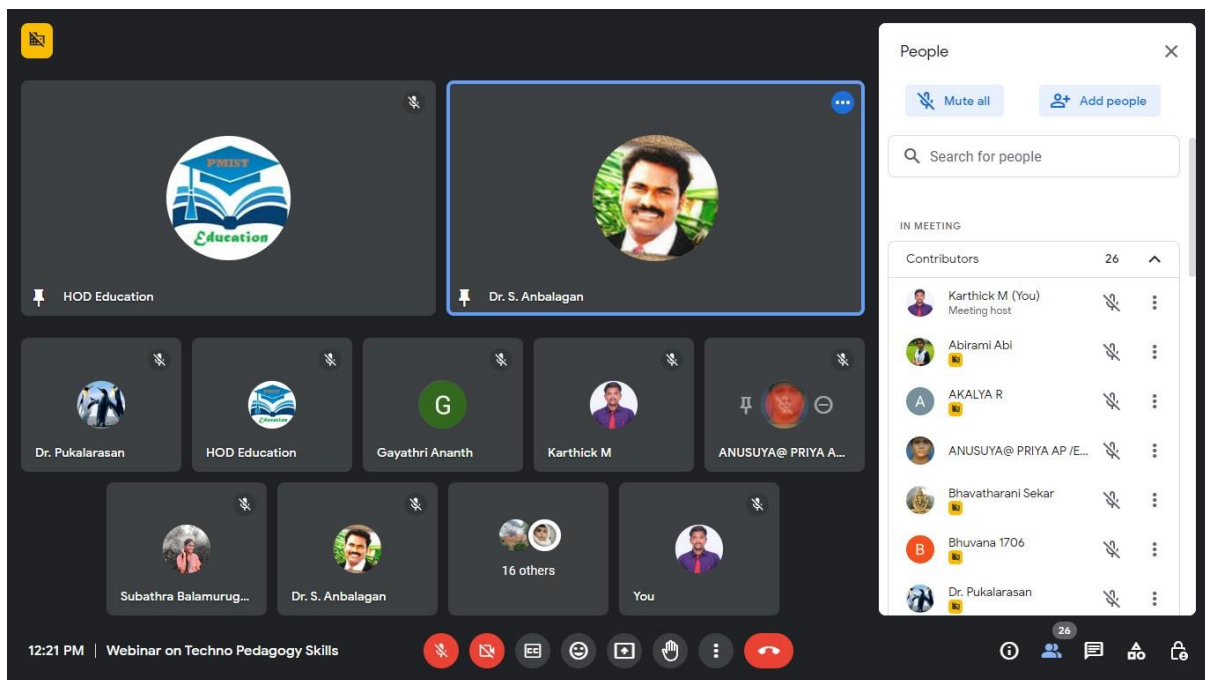 PMIST
Education
HOD Education
Dr. S. Anbalagan
Dr. Pukalarasan
Education
HOD Education
G
Gayathri Ananth
Karthick M
ANUSUYA@ PRIYA A...
Subathra Balamurug...
Dr. S. Anbalagan
16 others
You
12:21 PM | Webinar on Techno Pedagogy Skills
CC
26
People
Mute all
Add people
Search for people
IN MEETING
Contributors 26
Karthick M (You)
Meeting host
Abirami Abi
A
AKALYA R
ANUSUYA@ PRIYA AP /E...
Bhavatharani Sekar
B
Bhuvana 1706
Dr. Pukalarasan